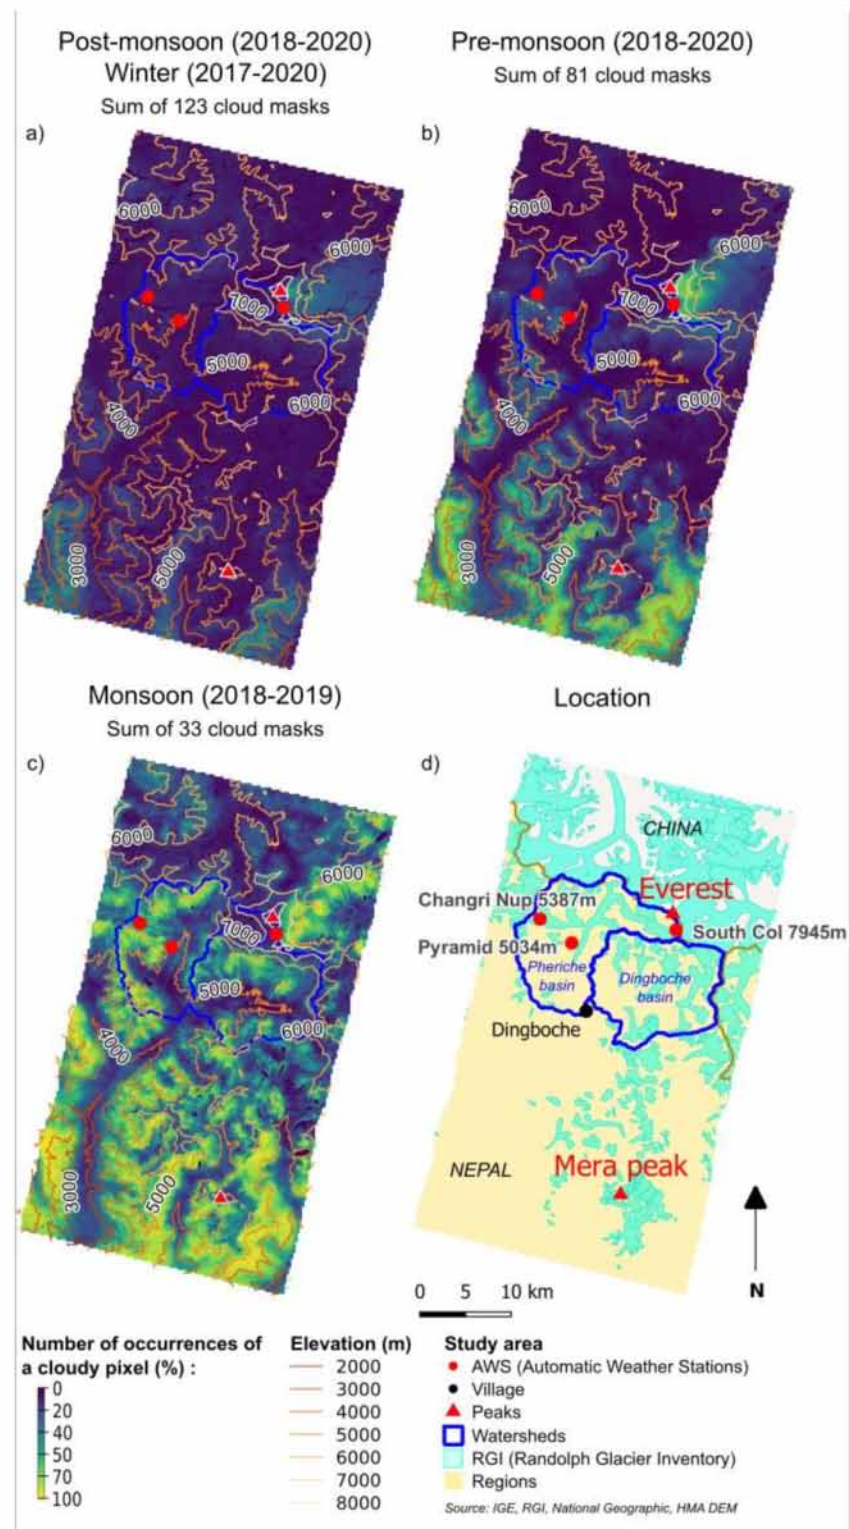 Post-monsoon (2018-2020)
Winter (2017-2020)
Sum of 123 cloud masks
Pre-monsoon (2018-2020)
Sum of 81 cloud masks
a)
6000
6000
7000
5000
6000
4000
3000
5000
b)
6000
6000
7000
5000
6000
4000
3000
5000
Monsoon (2018-2019)
Sum of 33 cloud masks
Location
c)
6000
6000
7000
5000
6000
4000
3000
5000
d)
CHINA
Everest
Changri Nup 5387m
South Col 7945m
Pyramid 5034m
Pheriche
basin
Dingboche
basin
Dingboche
NEPAL
Mera peak
N
0 5 10 km
Number of occurrences of
a cloudy pixel (%) :
0
20
40
50
70
100
Elevation (m)
2000
3000
4000
5000
6000
7000
8000
Study area
AWS (Automatic Weather Stations)
Village
Peaks
Watersheds
RGI (Randolph Glacier Inventory)
Regions
Source: IGE, RGI, National Geographic, HMA DEM